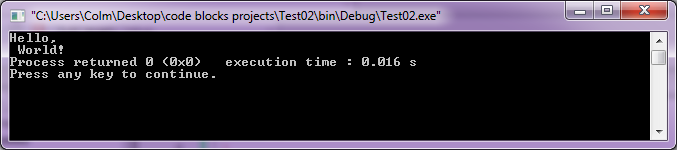 "C:\Users\Colm\Desktop\code blocks projects\Test02\bin\Debug\Test02.exe"
Hello,
 World!
Process returned 0 (0x0)   execution time : 0.016 s
Press any key to continue.